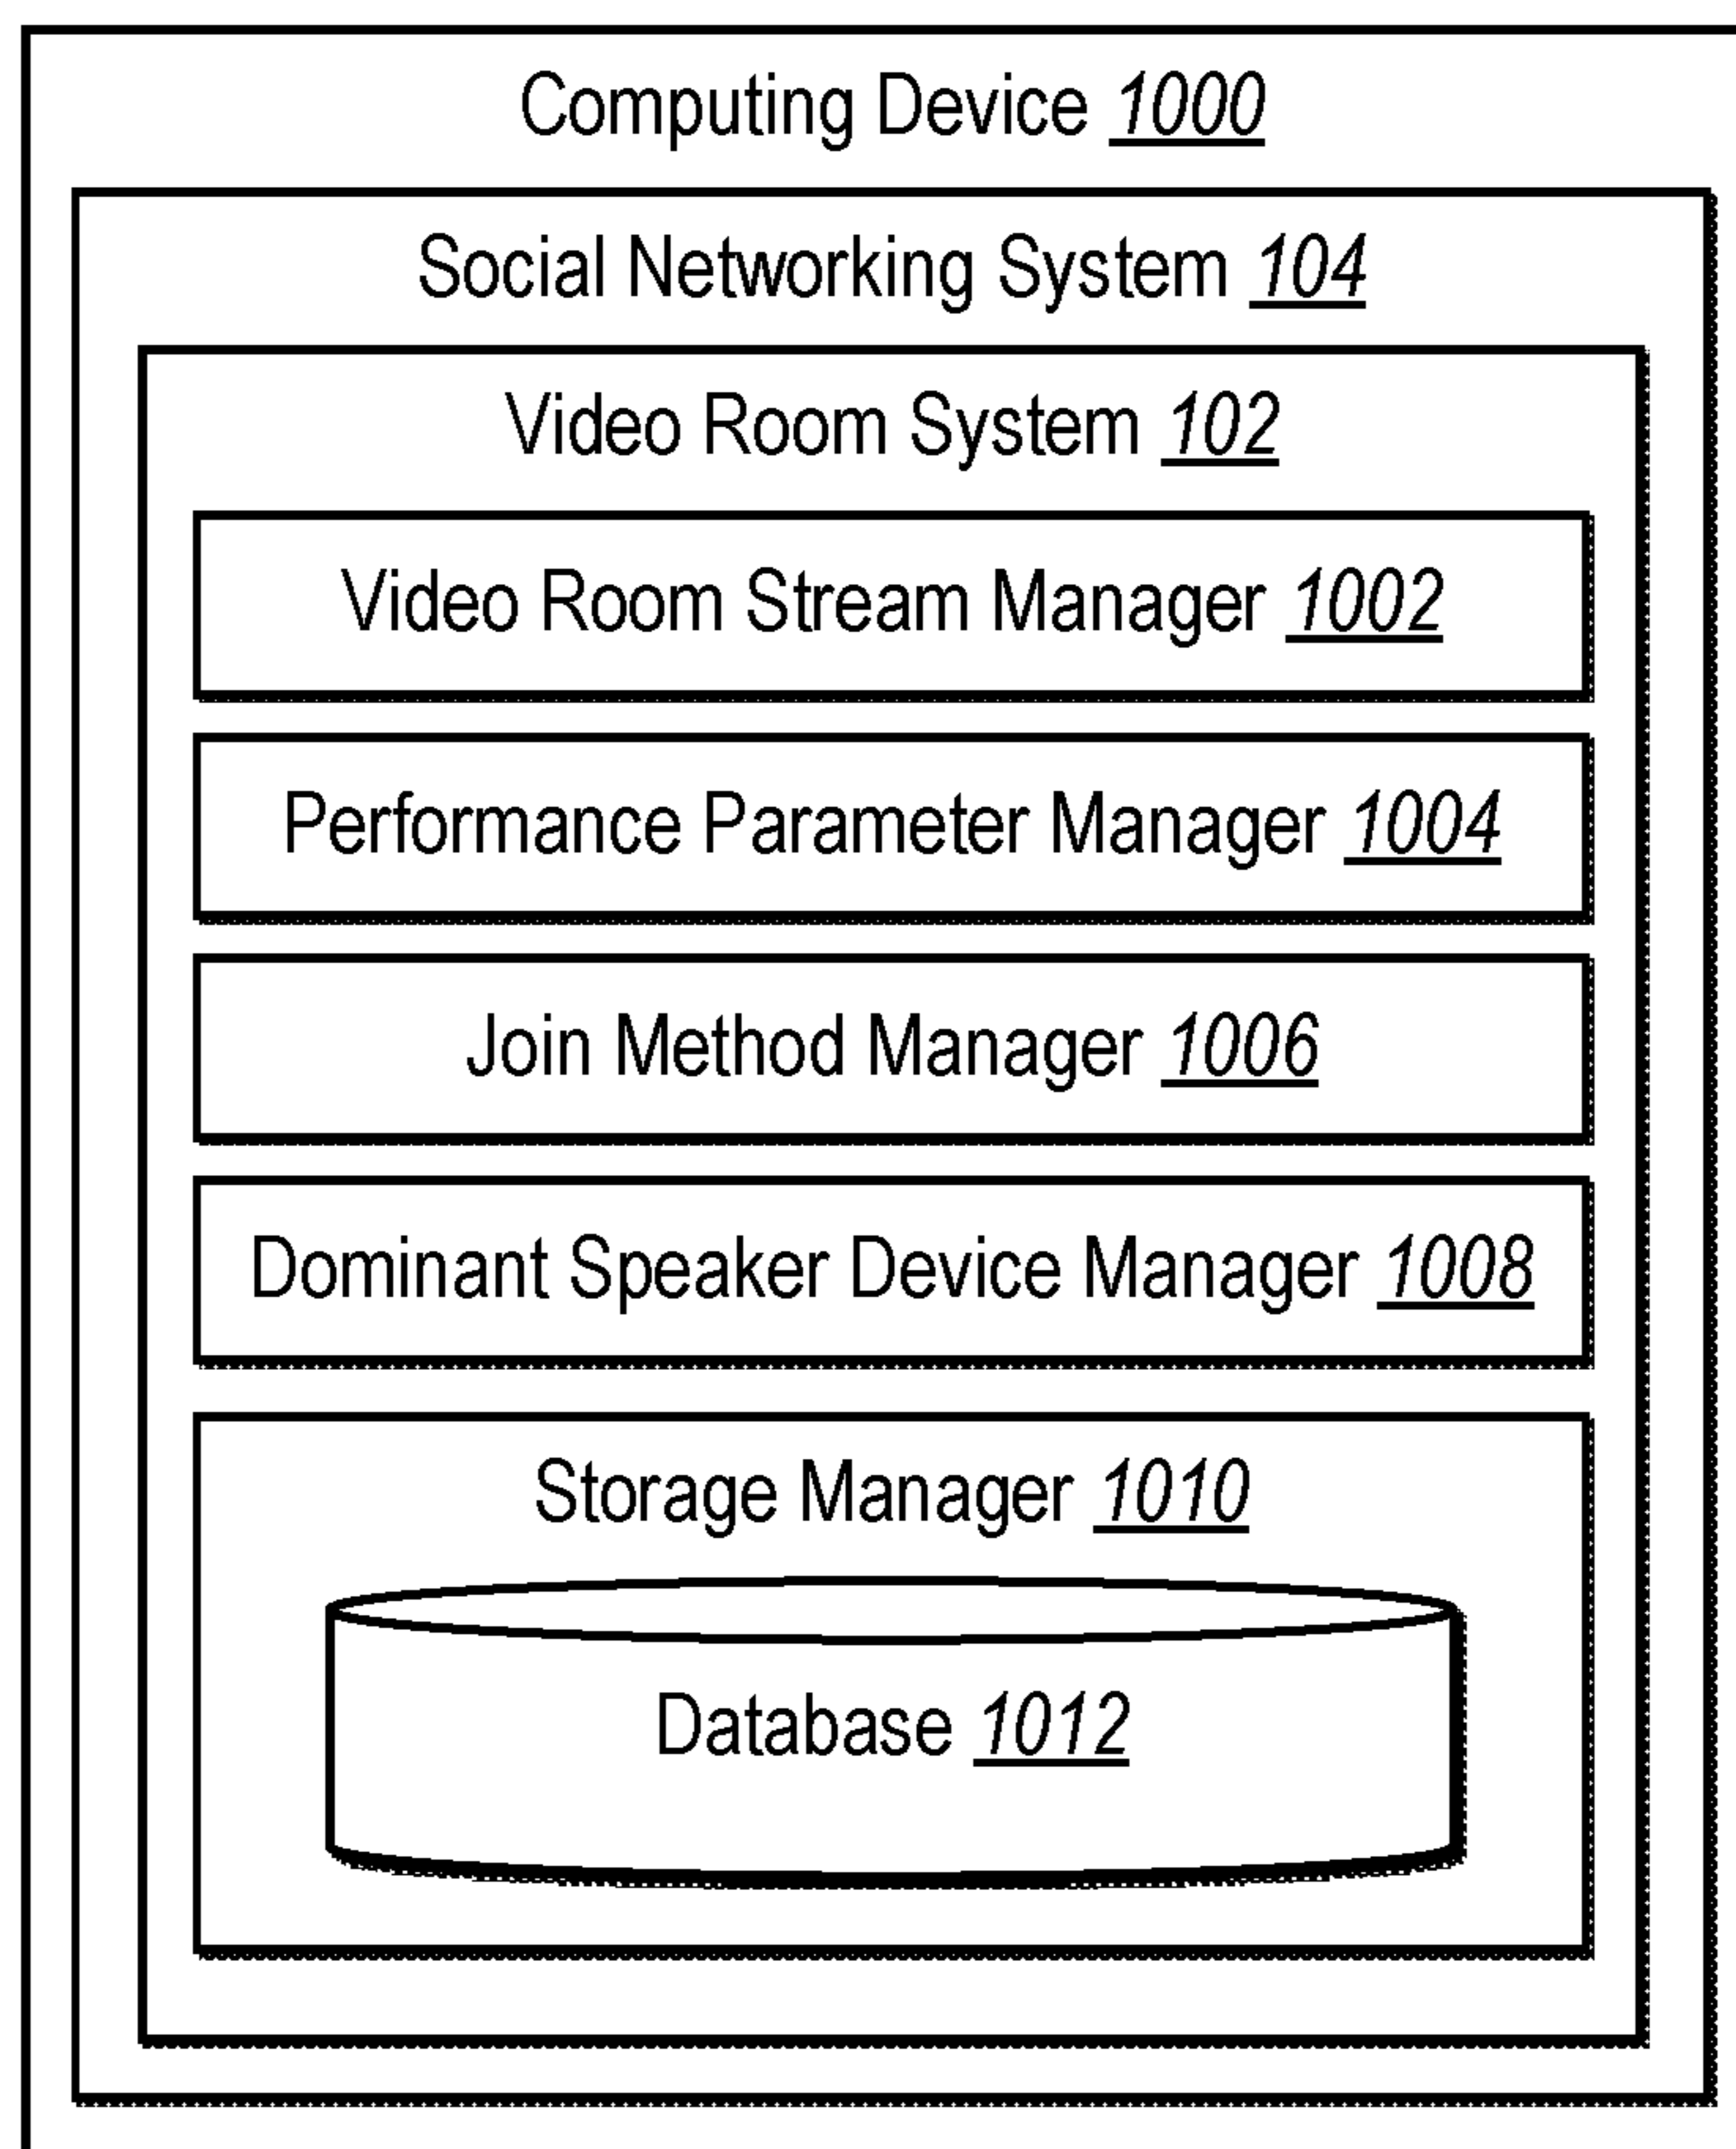 Computing Device 1000
Social Networking System 104
Video Room System 102
Video Room Stream Manager 1002
Performance Parameter Manager 1004
Join Method Manager 1006
Dominant Speaker Device Manager 1008
Storage Manager 1010
Database 1012